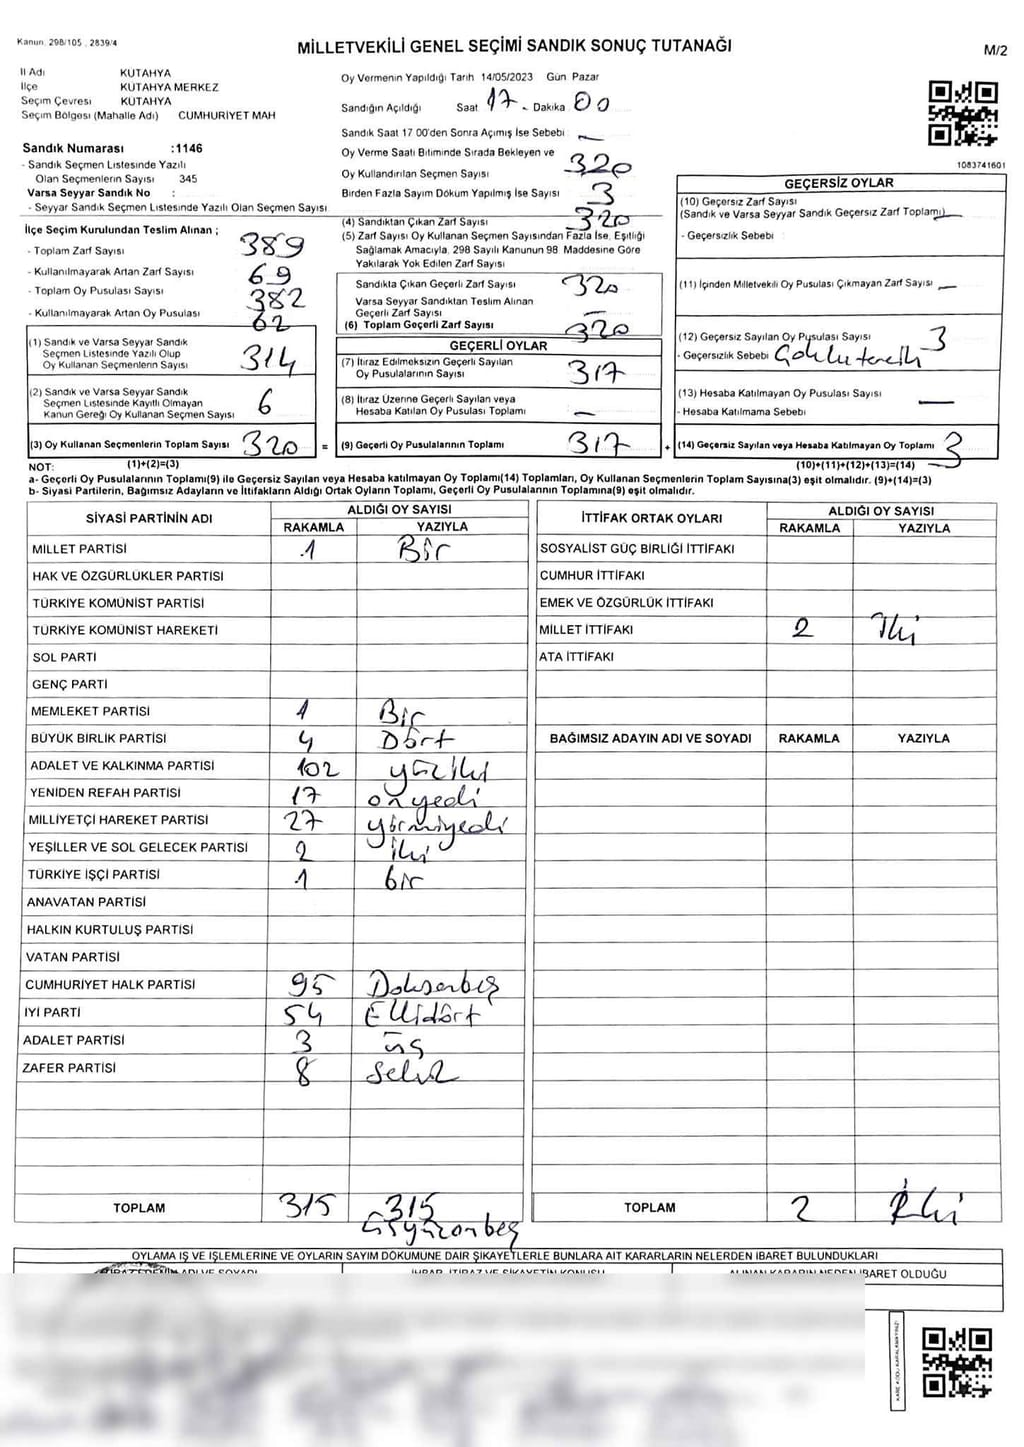 Kanun. 298/105 , 2839/4
MİLLETVEKİLİ GENEL SEÇİMİ SANDIK SONUÇ TUTANAĞI
M/2
İl Adı KUTAHYA
İlçe KUTAHYA MERKEZ
Seçim Çevresi KUTAHYA
Seçim Bölgesi (Mahalle Adı) CUMHURİYET MAH
Sandık Numarası :1146
- Sandık Seçmen Listesinde Yazılı
Olan Seçmenlerin Sayısı 345
Varsa Seyyar Sandık No :
- Seyyar Sandık Seçmen Listesinde Yazılı Olan Seçmen Sayısı
İlçe Seçim Kurulundan Teslim Alınan ;
- Toplam Zarf Sayısı 389
- Kullanılmayarak Artan Zarf Sayısı 69
- Toplam Oy Pusulası Sayısı 382
- Kullanılmayarak Artan Oy Pusulası 62
(1) Sandık ve Varsa Seyyar Sandık
Seçmen Listesinde Yazılı Olup
Oy Kullanan Seçmenlerin Sayısı 314
(2) Sandık ve Varsa Seyyar Sandık
Seçmen Listesinde Kayıtlı Olmayan
Kanun Gereği Oy Kullanan Seçmen Sayısı 6
(3) Oy Kullanan Seçmenlerin Toplam Sayısı 320 =
(1)+(2)=(3)
Oy Vermenin Yapıldığı Tarih 14/05/2023 Gün Pazar
Sandığın Açıldığı Saat 17 - Dakika 00
Sandık Saat 17 00'den Sonra Açımış İse Sebebi —
Oy Verme Saati Bitiminde Sırada Bekleyen ve
Oy Kullandırılan Seçmen Sayısı 320
Birden Fazla Sayım Döküm Yapılmış İse Sayısı 3
(4) Sandıktan Çıkan Zarf Sayısı 320
(5) Zarf Sayısı Oy Kullanan Seçmen Sayısından Fazla İse, Eşitliği
Sağlamak Amacıyla, 298 Sayılı Kanunun 98 Maddesine Göre
Yakılarak Yok Edilen Zarf Sayısı
Sandıkta Çıkan Geçerli Zarf Sayısı 320
Varsa Seyyar Sandıktan Teslim Alınan
Geçerli Zarf Sayısı —
(6) Toplam Geçerli Zarf Sayısı 320
GEÇERLİ OYLAR
(7) İtiraz Edilmeksizin Geçerli Sayılan
Oy Pusulalarının Sayısı 317
(8) İtiraz Üzerine Geçerli Sayılan veya
Hesaba Katılan Oy Pusulası Toplamı —
(9) Geçerli Oy Pusulalarının Toplamı 317 +
1083741601
GEÇERSİZ OYLAR
(10) Geçersiz Zarf Sayısı
(Sandık ve Varsa Seyyar Sandık Geçersiz Zarf Toplamı) —
- Geçersizlik Sebebi
(11) İçinden Milletvekili Oy Pusulası Çıkmayan Zarf Sayısı —
(12) Geçersiz Sayılan Oy Pusulası Sayısı 3
- Geçersizlik Sebebi Çoklu tercih
(13) Hesaba Katılmayan Oy Pusulası Sayısı —
- Hesaba Katılmama Sebebi
(14) Geçersiz Sayılan veya Hesaba Katılmayan Oy Toplamı 3
(10)+(11)+(12)+(13)=(14)
NOT:
a- Geçerli Oy Pusulalarının Toplamı(9) ile Geçersiz Sayılan veya Hesaba katılmayan Oy Toplamı(14) Toplamları, Oy Kullanan Seçmenlerin Toplam Sayısına(3) eşit olmalıdır. (9)+(14)=(3)
b- Siyasi Partilerin, Bağımsız Adayların ve İttifakların Aldığı Ortak Oyların Toplamı, Geçerli Oy Pusulalarının Toplamına(9) eşit olmalıdır.
SİYASİ PARTİNİN ADI
ALDIĞI OY SAYISI
RAKAMLA YAZIYLA
MİLLET PARTİSİ 1 Bir
HAK VE ÖZGÜRLÜKLER PARTİSİ
TÜRKİYE KOMÜNİST PARTİSİ
TÜRKİYE KOMÜNİST HAREKETİ
SOL PARTİ
GENÇ PARTİ
MEMLEKET PARTİSİ 1 Bir
BÜYÜK BİRLİK PARTİSİ 4 Dört
ADALET VE KALKINMA PARTİSİ 102 yüziki
YENİDEN REFAH PARTİSİ 17 onyedi
MİLLİYETÇİ HAREKET PARTİSİ 27 yirmiyedi
YEŞİLLER VE SOL GELECEK PARTİSİ 2 iki
TÜRKİYE İŞÇİ PARTİSİ 1 bir
ANAVATAN PARTİSİ
HALKIN KURTULUŞ PARTİSİ
VATAN PARTİSİ
CUMHURİYET HALK PARTİSİ 95 Doksanbeş
İYİ PARTİ 54 Ellidört
ADALET PARTİSİ 3 üç
ZAFER PARTİSİ 8 sekiz
TOPLAM 315 315
üçyüzonbeş
İTTİFAK ORTAK OYLARI
ALDIĞI OY SAYISI
RAKAMLA YAZIYLA
SOSYALİST GÜÇ BİRLİĞİ İTTİFAKI
CUMHUR İTTİFAKI
EMEK VE ÖZGÜRLÜK İTTİFAKI
MİLLET İTTİFAKI 2 İki
ATA İTTİFAKI
BAĞIMSIZ ADAYIN ADI VE SOYADI RAKAMLA YAZIYLA
TOPLAM 2 İki
OYLAMA İŞ VE İŞLEMLERİNE VE OYLARIN SAYIM DÖKÜMÜNE DAİR ŞİKAYETLERLE BUNLARA AİT KARARLARIN NELERDEN İBARET BULUNDUKLARI
ALINAN KARARIN NEDEN İBARET OLDUĞU